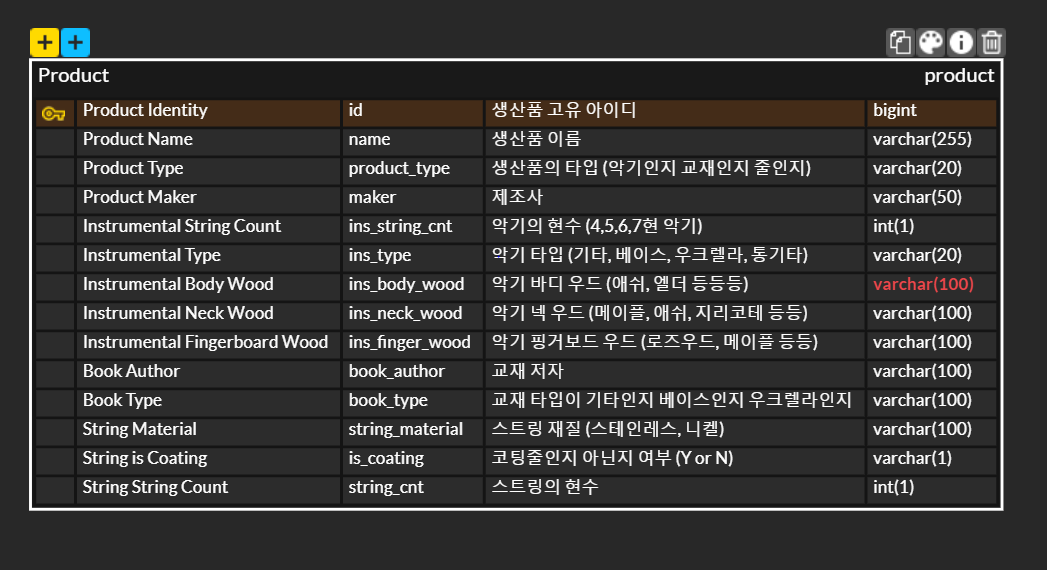 Product product
Product Identity id 생산품 고유 아이디 bigint
Product Name name 생산품 이름 varchar(255)
Product Type product_type 생산품의 타입 (악기인지 교재인지 줄인지) varchar(20)
Product Maker maker 제조사 varchar(50)
Instrumental String Count ins_string_cnt 악기의 현수 (4,5,6,7현 악기) int(1)
Instrumental Type ins_type 악기 타입 (기타, 베이스, 우크렐라, 통기타) varchar(20)
Instrumental Body Wood ins_body_wood 악기 바디 우드 (애쉬, 엘더 등등등) varchar(100)
Instrumental Neck Wood ins_neck_wood 악기 넥 우드 (메이플, 애쉬, 지리코테 등등) varchar(100)
Instrumental Fingerboard Wood ins_finger_wood 악기 핑거보드 우드 (로즈우드, 메이플 등등) varchar(100)
Book Author book_author 교재 저자 varchar(100)
Book Type book_type 교재 타입이 기타인지 베이스인지 우크렐라인지 varchar(100)
String Material string_material 스트링 재질 (스테인레스, 니켈) varchar(100)
String is Coating is_coating 코팅줄인지 아닌지 여부 (Y or N) varchar(1)
String String Count string_cnt 스트링의 현수 int(1)